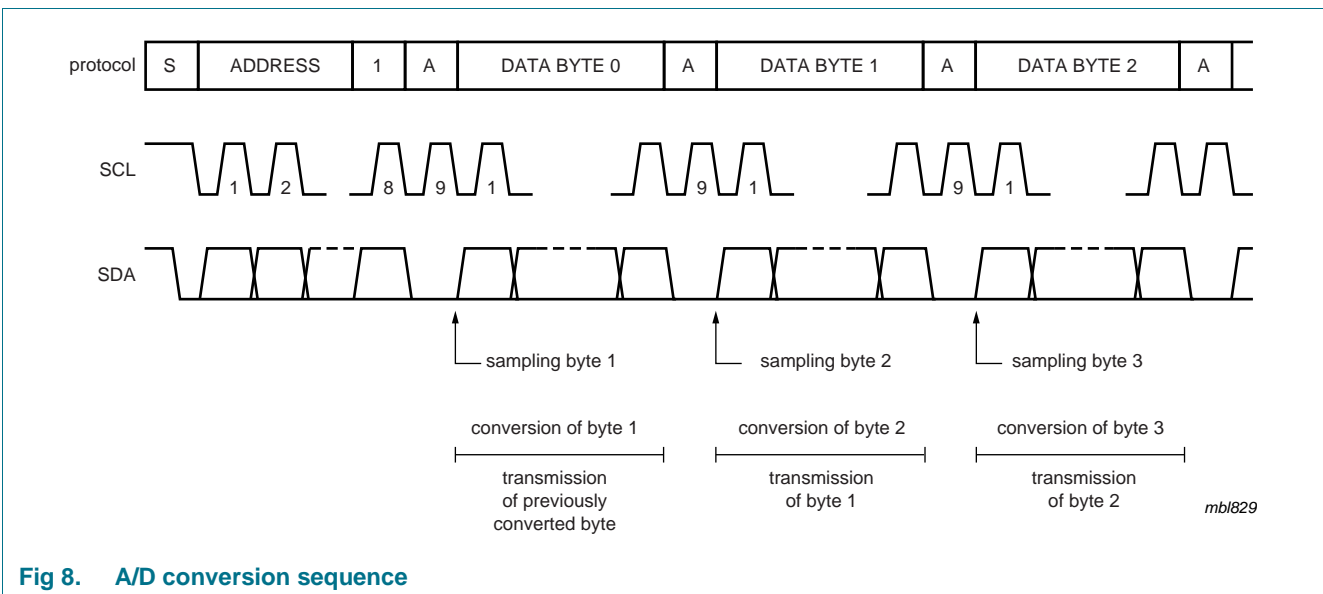 protocol S ADDRESS 1 A DATA BYTE 0 A DATA BYTE 1 A DATA BYTE 2 A
SCL 1 2 8 9 1 9 1 9 1
SDA
sampling byte 1 sampling byte 2 sampling byte 3
conversion of byte 1 conversion of byte 2 conversion of byte 3
transmission transmission transmission
of previously of byte 1 of byte 2
converted byte
mbl829
Fig 8. A/D conversion sequence